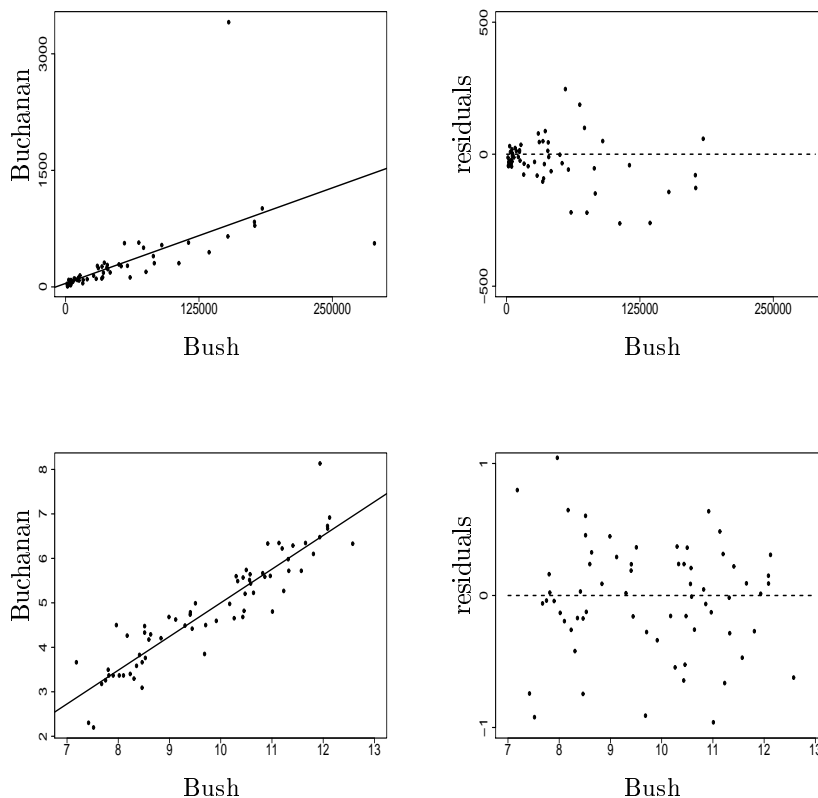 Buchanan
0 1500 3000
0 125000 250000
Bush
residuals
−500 0 500
0 125000 250000
Bush
Buchanan
2 3 4 5 6 7 8
7 8 9 10 11 12 13
Bush
residuals
−1 0 1
7 8 9 10 11 12 13
Bush